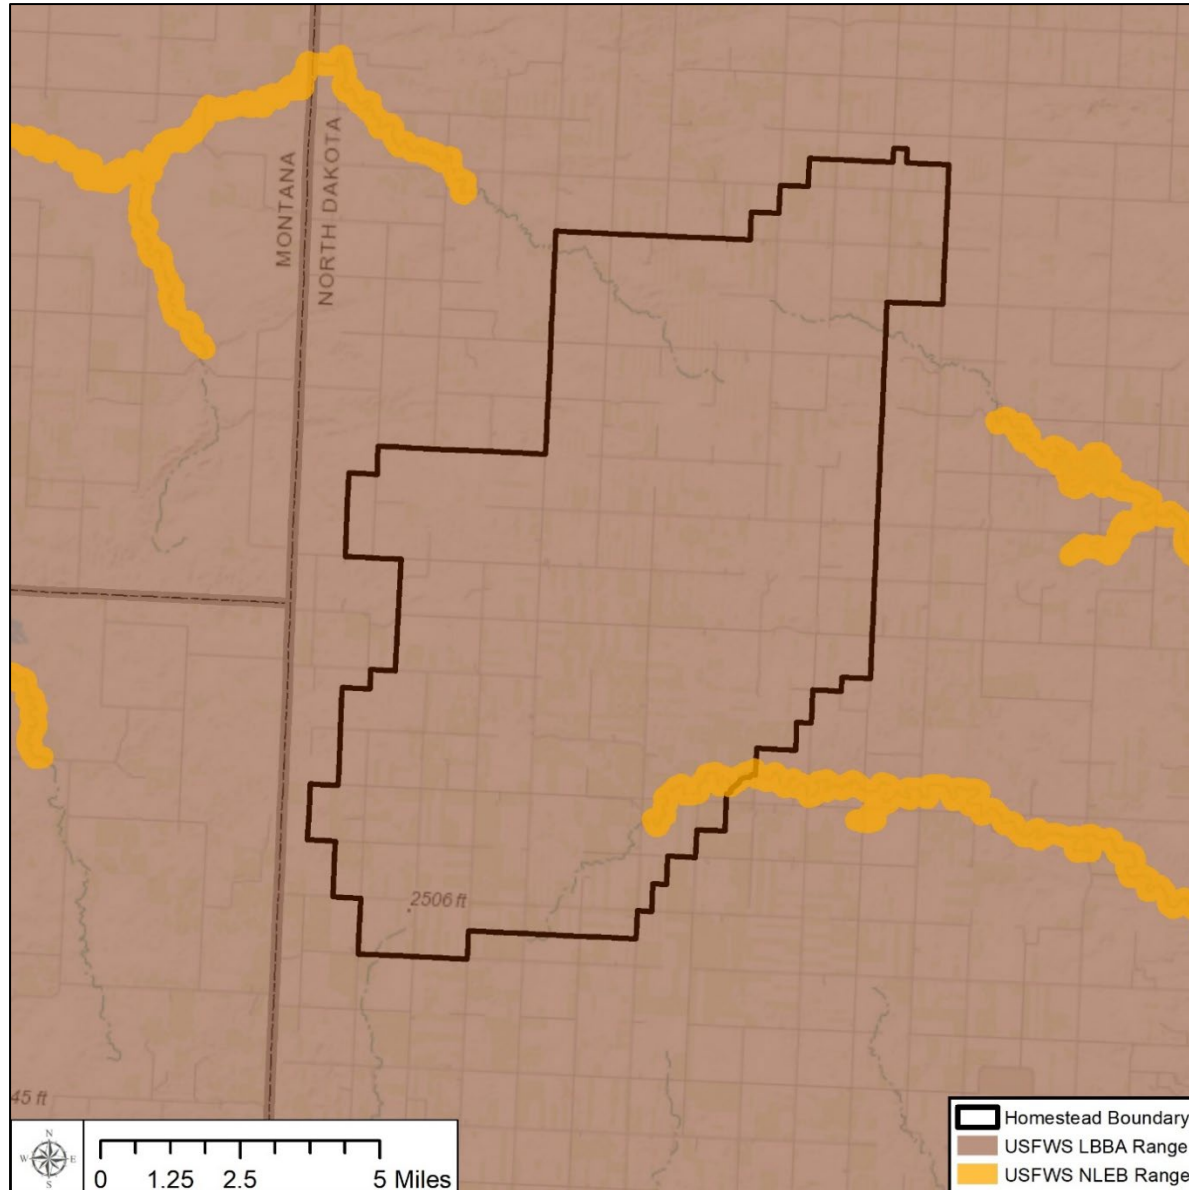 MONTANA
NORTH DAKOTA
2506 ft
45 ft
N
W E
S
0 1.25 2.5 5 Miles
Homestead Boundary
USFWS LBBA Range
USFWS NLEB Range